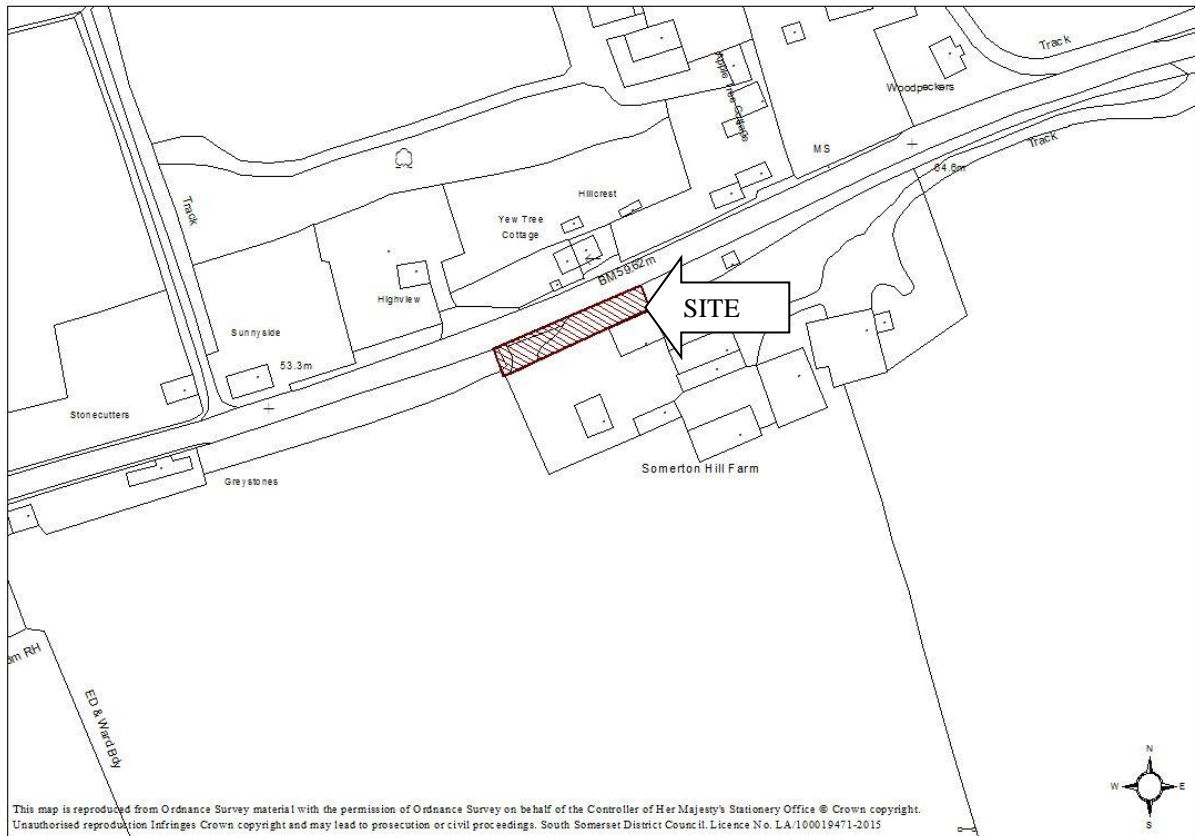 Track
Apple Tree Cottage
Woodpeckers
Track
MS
64.6m
Track
Hillcrest
Yew Tree
Cottage
BM 59.62m
Highview
SITE
Sunnyside
53.3m
Stonecutters
Somerton Hill Farm
Greystones
m RH
ED & Ward Bdy
N
W E
S
This map is reproduced from Ordnance Survey material with the permission of Ordnance Survey on behalf of the Controller of Her Majesty's Stationery Office © Crown copyright.
Unauthorised reproduction Infringes Crown copyright and may lead to prosecution or civil proceedings. South Somerset District Council. Licence No. LA/100019471-2015